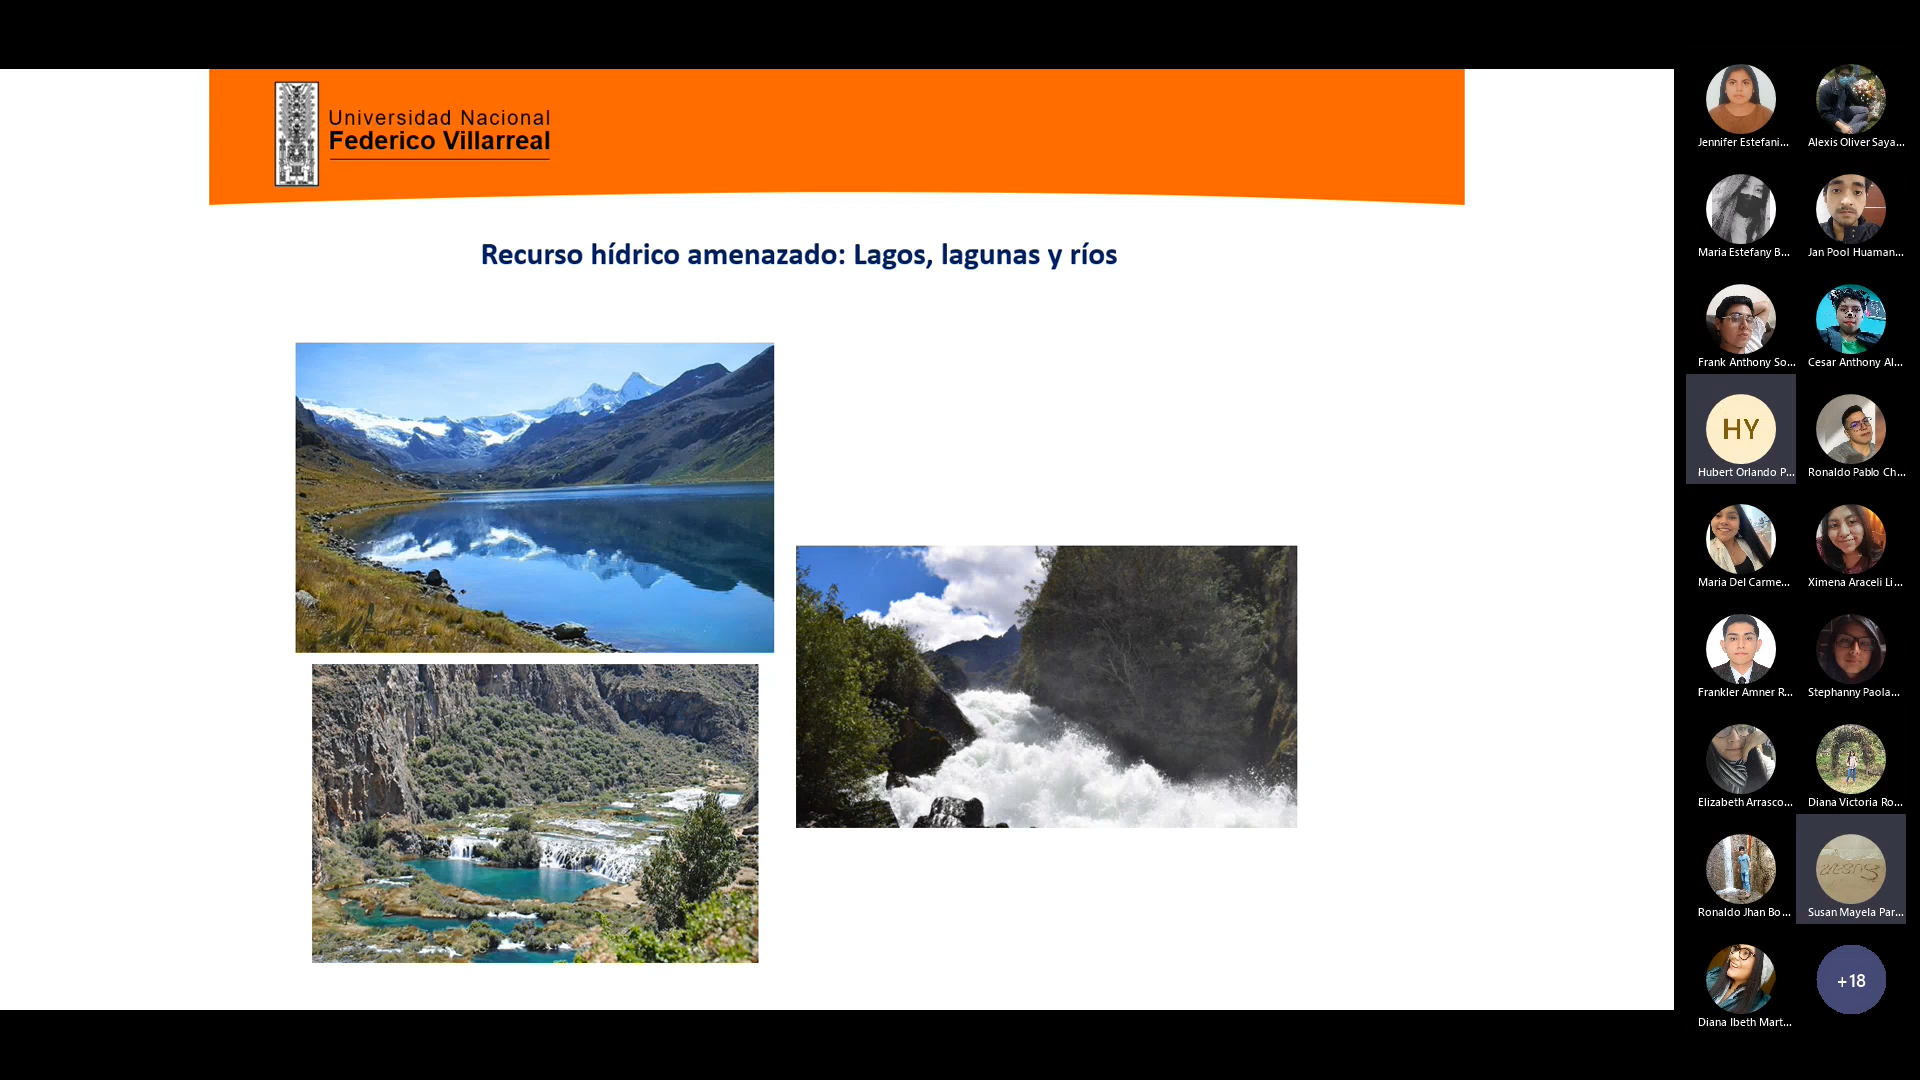 Universidad Nacional
Federico Villarreal
Recurso hídrico amenazado: Lagos, lagunas y ríos
Jennifer Estefani...
Alexis Oliver Saya...
Maria Estefany B...
Jan Pool Huaman...
Frank Anthony So...
Cesar Anthony Al...
HY
Hubert Orlando P...
Ronaldo Pablo Ch...
Maria Del Carme...
Ximena Araceli Li...
Frankler Amner R...
Stephanny Paola...
Elizabeth Arrasco...
Diana Victoria Ro...
Ronaldo Jhan Bo...
Susan Mayela Par...
Diana Ibeth Mart...
+18